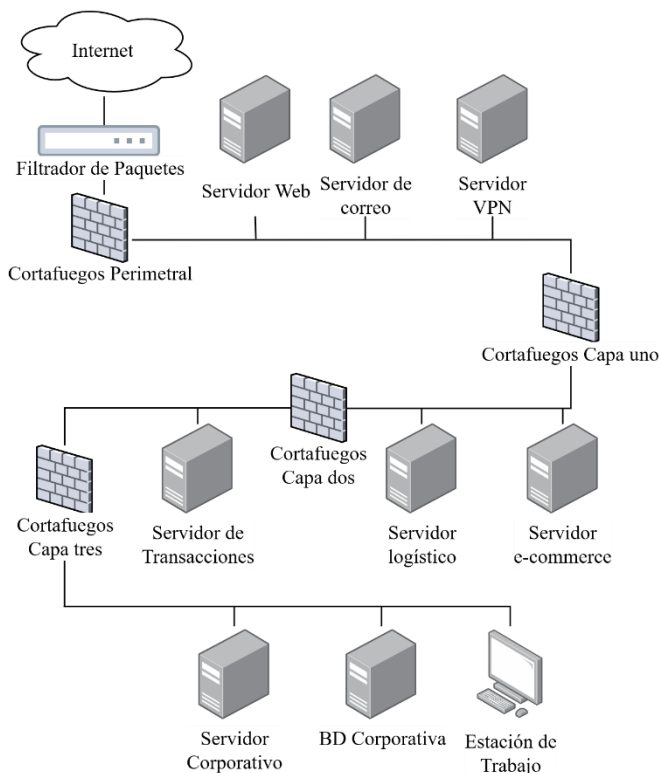 Internet
Filtrador de Paquetes
Servidor Web
Servidor de
correo
Servidor
VPN
Cortafuegos Perimetral
Cortafuegos Capa uno
Cortafuegos
Capa dos
Cortafuegos
Capa tres
Servidor de
Transacciones
Servidor
logístico
Servidor
e-commerce
Servidor
Corporativo
BD Corporativa
Estación de
Trabajo